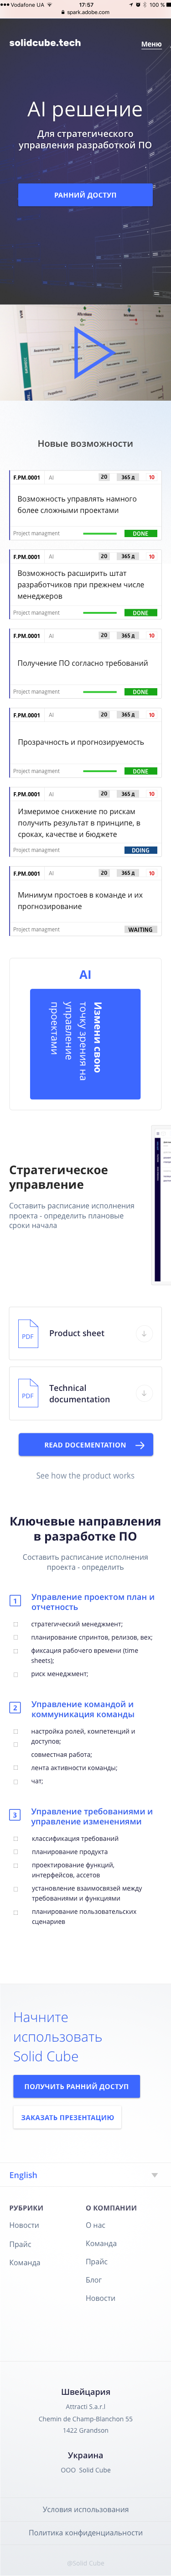 Vodafone UA
17:57
100 %
spark.adobe.com
solidcube.tech
Меню
AI решение
Для стратегического
управления разработкой ПО
РАННИЙ ДОСТУП
Новые возможности
F.PM.0001 AI 20 365 д 10
Возможность управлять намного
более сложными проектами
Project managment DONE
F.PM.0001 AI 20 365 д 10
Возможность расширить штат
разработчиков при прежнем числе
менеджеров
Project managment DONE
F.PM.0001 AI 20 365 д 10
Получение ПО согласно требований
Project managment DONE
F.PM.0001 AI 20 365 д 10
Прозрачность и прогнозируемость
Project managment DONE
F.PM.0001 AI 20 365 д 10
Измеримое снижение по рискам
получить результат в принципе, в
сроках, качестве и бюджете
Project managment DOING
F.PM.0001 AI 20 365 д 10
Минимум простоев в команде и их
прогнозирование
Project managment WAITING
AI
Измени свою
точку зрения на
управление
проектами
Стратегическое
управление
Составить расписание исполнения
проекта - определить плановые
сроки начала
PDF Product sheet
PDF Technical
documentation
READ DOCEMENTATION
See how the product works
Ключевые направления
в разработке ПО
Составить расписание исполнения
проекта - определить
1 Управление проектом план и
отчетность
стратегический менеджмент;
планирование спринтов, релизов, вех;
фиксация рабочего времени (time
sheets);
риск менеджмент;
2 Управление командой и
коммуникация команды
настройка ролей, компетенций и
доступов;
совместная работа;
лента активности команды;
чат;
3 Управление требованиями и
управление изменениями
классификация требований
планирование продукта
проектирование функций,
интерфейсов, ассетов
установление взаимосвязей между
требованиями и функциями
планирование пользовательских
сценариев
Начните
использовать
Solid Cube
ПОЛУЧИТЬ РАННИЙ ДОСТУП
ЗАКАЗАТЬ ПРЕЗЕНТАЦИЮ
English
РУБРИКИ
Новости
Прайс
Команда
О КОМПАНИИ
О нас
Команда
Прайс
Блог
Новости
Швейцария
Attracti S.a.r.l
Chemin de Champ-Blanchon 55
1422 Grandson
Украина
ООО Solid Cube
Условия использования
Политика конфиденциальности
@Solid Cube